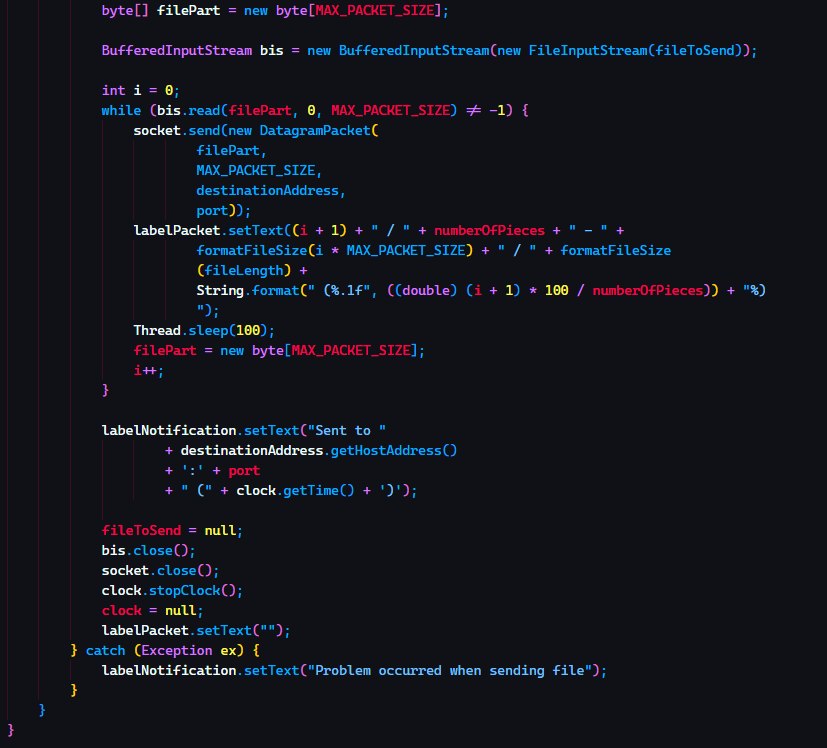 byte[] filePart = new byte[MAX_PACKET_SIZE];
BufferedInputStream bis = new BufferedInputStream(new FileInputStream(fileToSend));
int i = 0;
while (bis.read(filePart, 0, MAX_PACKET_SIZE) ≠ -1) {
socket.send(new DatagramPacket(
filePart,
MAX_PACKET_SIZE,
destinationAddress,
port));
labelPacket.setText((i + 1) + " / " + numberOfPieces + " - " +
formatFileSize(i * MAX_PACKET_SIZE) + " / " + formatFileSize
(fileLength) +
String.format(" (%.1f", ((double) (i + 1) * 100 / numberOfPieces)) + "%)
");
Thread.sleep(100);
filePart = new byte[MAX_PACKET_SIZE];
i++;
}
labelNotification.setText("Sent to "
+ destinationAddress.getHostAddress()
+ ':' + port
+ " (" + clock.getTime() + ')');
fileToSend = null;
bis.close();
socket.close();
clock.stopClock();
clock = null;
labelPacket.setText("");
} catch (Exception ex) {
labelNotification.setText("Problem occurred when sending file");
}
}
}